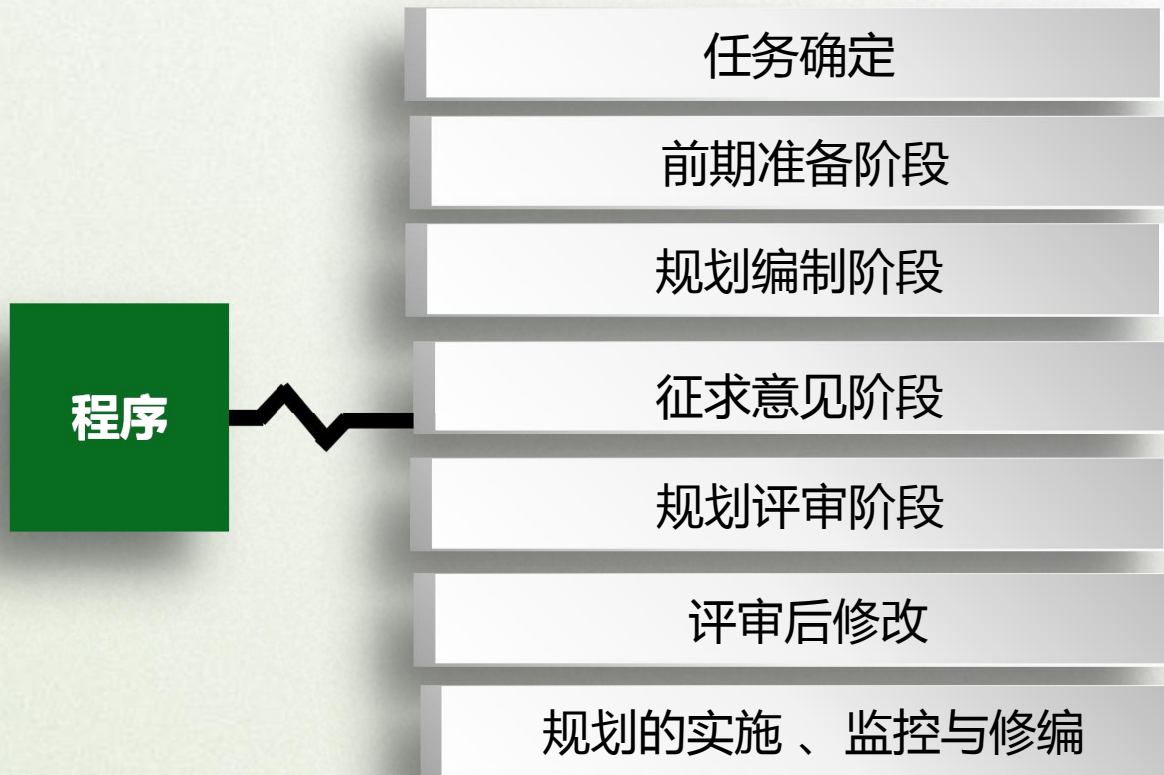 任务确定
前期准备阶段
规划编制阶段
程序
征求意见阶段
规划评审阶段
评审后修改
规划的实施 、监控与修编